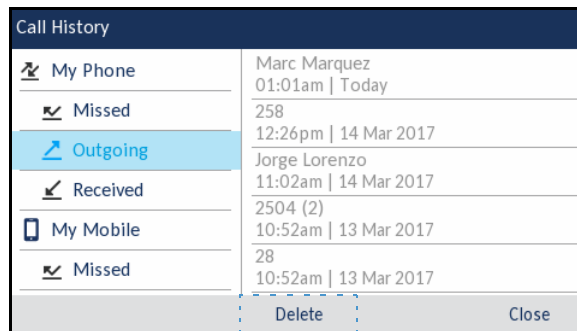 Call History
My Phone
Missed
Outgoing
Received
My Mobile
Missed
Marc Marquez
01:01am | Today
258
12:26pm | 14 Mar 2017
Jorge Lorenzo
11:02am | 14 Mar 2017
2504 (2)
10:52am | 13 Mar 2017
28
10:52am | 13 Mar 2017
Delete
Close